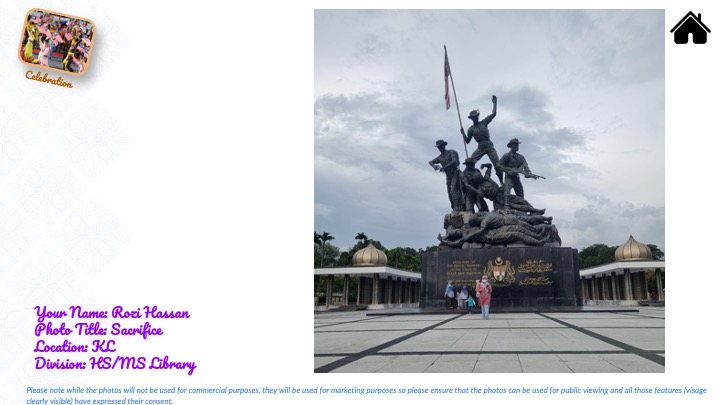 Celebration
Your Name: Rozi Hassan
Photo Title: Sacrifice
Location: KL
Division: HS/MS Library
Please note while the photos will not be used for commercial purposes, they will be used for marketing purposes so please ensure that the photos can be used for public viewing and all those features (visage
clearly visible) have expressed their consent.